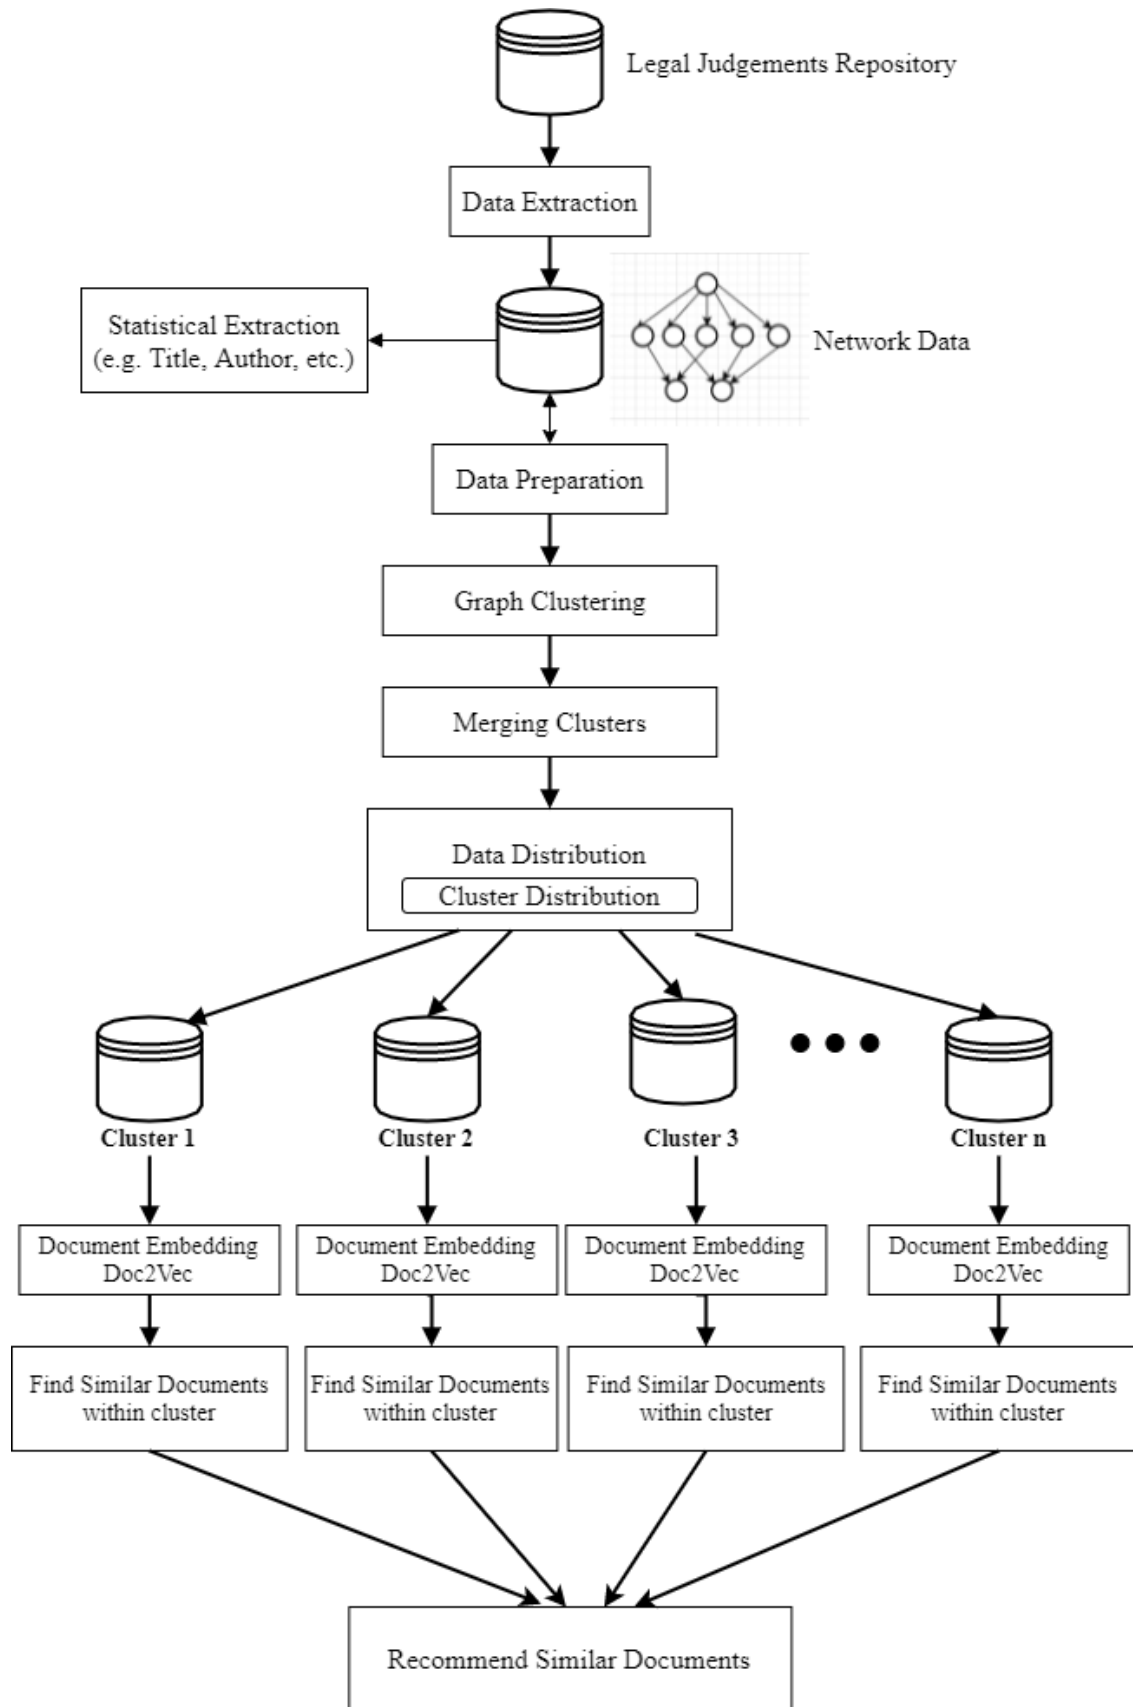 Legal Judgements Repository
Data Extraction
Statistical Extraction
(e.g. Title, Author, etc.)
Network Data
Data Preparation
Graph Clustering
Merging Clusters
Data Distribution
Cluster Distribution
Cluster 1
Cluster 2
Cluster 3
Cluster n
Document Embedding
Doc2Vec
Document Embedding
Doc2Vec
Document Embedding
Doc2Vec
Document Embedding
Doc2Vec
Find Similar Documents
within cluster
Find Similar Documents
within cluster
Find Similar Documents
within cluster
Find Similar Documents
within cluster
Recommend Similar Documents